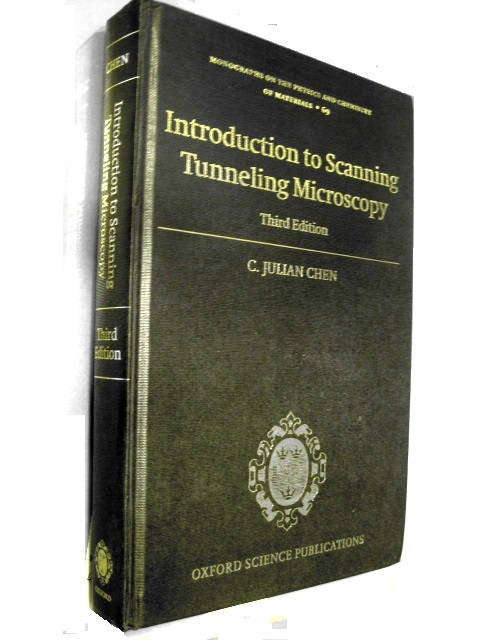 MONOGRAPHS ON THE PHYSICS AND CHEMISTRY
OF MATERIALS • 69
Introduction to Scanning
Tunneling Microscopy
Third Edition
C. JULIAN CHEN
OXFORD SCIENCE PUBLICATIONS
CHEN
Introduction to Scanning
Tunneling Microscopy
Third
Edition
OXFORD